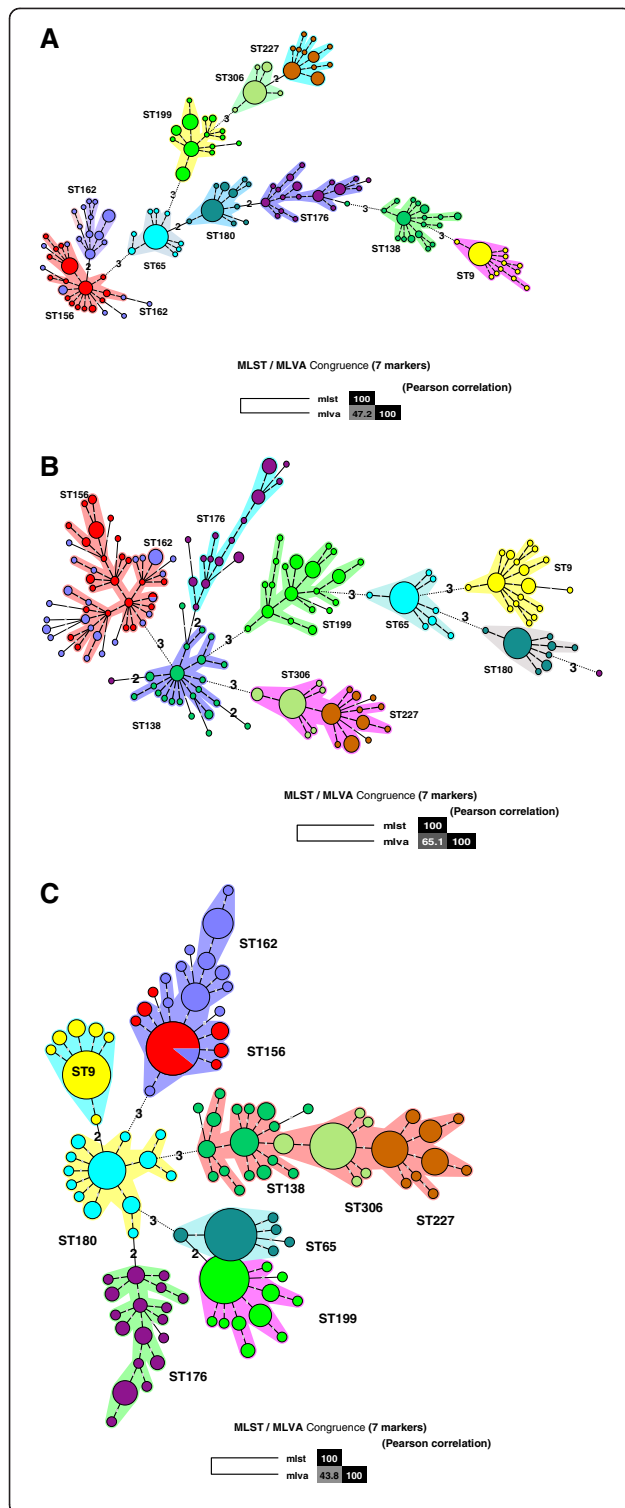 A
ST227
ST306
2
3
ST199
ST162
3
ST180
2
ST176
3
2
ST65
2
3
ST138
3
ST9
ST156
ST162
MLST / MLVA Congruence (7 markers)
(Pearson correlation)
mlst 100
mlva 47.2 100
B
ST156
ST176
ST162
ST9
3
3
ST199
ST65
3
2
3
3
ST180
3
2
3
ST306
ST138
2
ST227
MLST / MLVA Congruence (7 markers)
(Pearson correlation)
mlst 100
mlva 65.1 100
C
ST162
ST156
ST9
3
2
3
ST138
ST306
ST227
ST180
3
ST65
2
2
ST199
ST176
MLST / MLVA Congruence (7 markers)
(Pearson correlation)
mlst 100
mlva 43.8 100